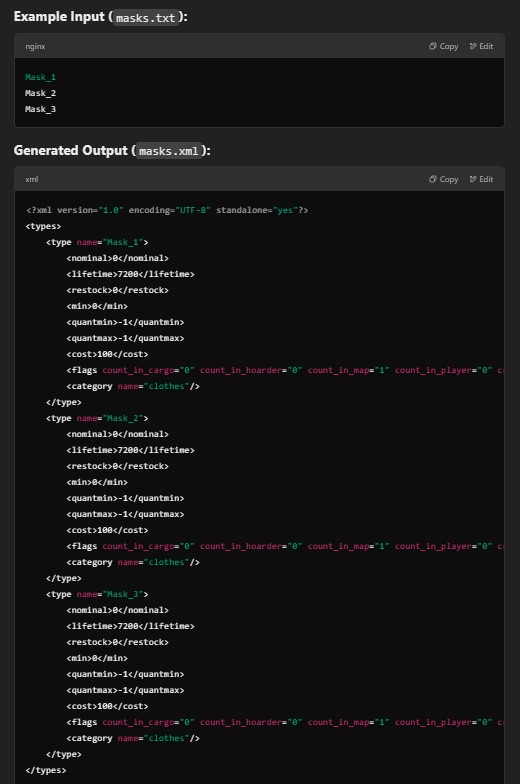 Example Input (masks.txt):
nginx
Copy Edit
Mask_1
Mask_2
Mask_3
Generated Output (masks.xml):
xml
Copy Edit
<?xml version="1.0" encoding="UTF-8" standalone="yes"?>
<types>
    <type name="Mask_1">
        <nominal>0</nominal>
        <lifetime>7200</lifetime>
        <restock>0</restock>
        <min>0</min>
        <quantmin>-1</quantmin>
        <quantmax>-1</quantmax>
        <cost>100</cost>
        <flags count_in_cargo="0" count_in_hoarder="0" count_in_map="1" count_in_player="0"
        <category name="clothes"/>
    </type>
    <type name="Mask_2">
        <nominal>0</nominal>
        <lifetime>7200</lifetime>
        <restock>0</restock>
        <min>0</min>
        <quantmin>-1</quantmin>
        <quantmax>-1</quantmax>
        <cost>100</cost>
        <flags count_in_cargo="0" count_in_hoarder="0" count_in_map="1" count_in_player="0"
        <category name="clothes"/>
    </type>
    <type name="Mask_3">
        <nominal>0</nominal>
        <lifetime>7200</lifetime>
        <restock>0</restock>
        <min>0</min>
        <quantmin>-1</quantmin>
        <quantmax>-1</quantmax>
        <cost>100</cost>
        <flags count_in_cargo="0" count_in_hoarder="0" count_in_map="1" count_in_player="0"
        <category name="clothes"/>
    </type>
</types>